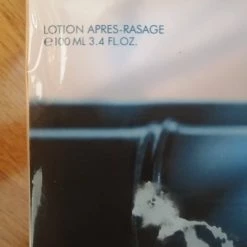 LOTION APRES-RASAGE
℮100 ML 3.4 FL.OZ.